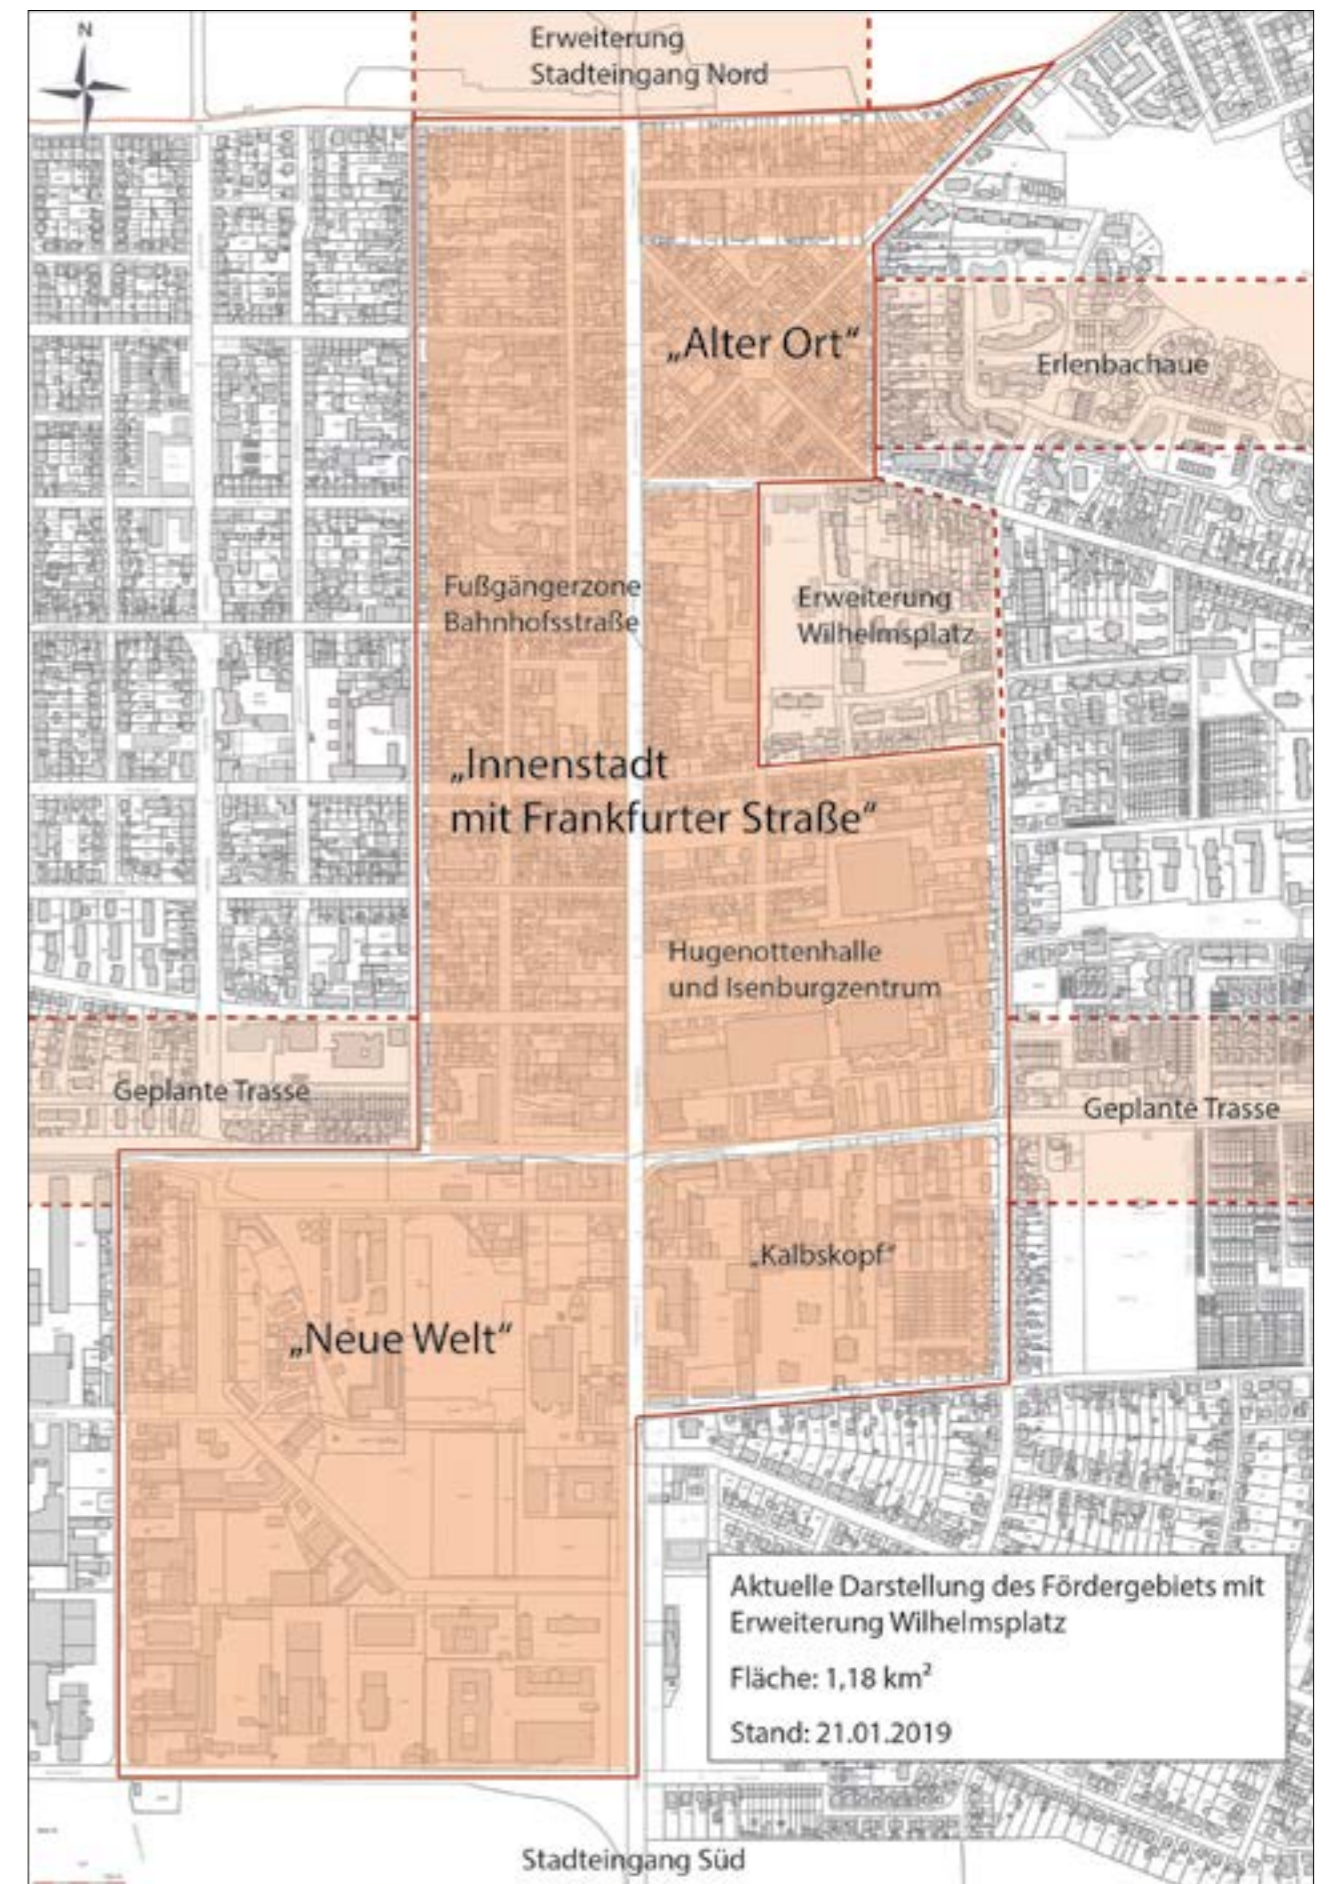 N
Erweiterung
Stadteingang Nord
„Alter Ort“
Erlenbachaue
Fußgängerzone
Bahnhofsstraße
Erweiterung
Wilhelmsplatz
„Innenstadt
mit Frankfurter Straße“
Hugenottenhalle
und Isenburgzentrum
Geplante Trasse
Geplante Trasse
„Kalbskopf“
„Neue Welt“
Aktuelle Darstellung des Fördergebiets mit
Erweiterung Wilhelmsplatz
Fläche: 1,18 km²
Stand: 21.01.2019
Stadteingang Süd